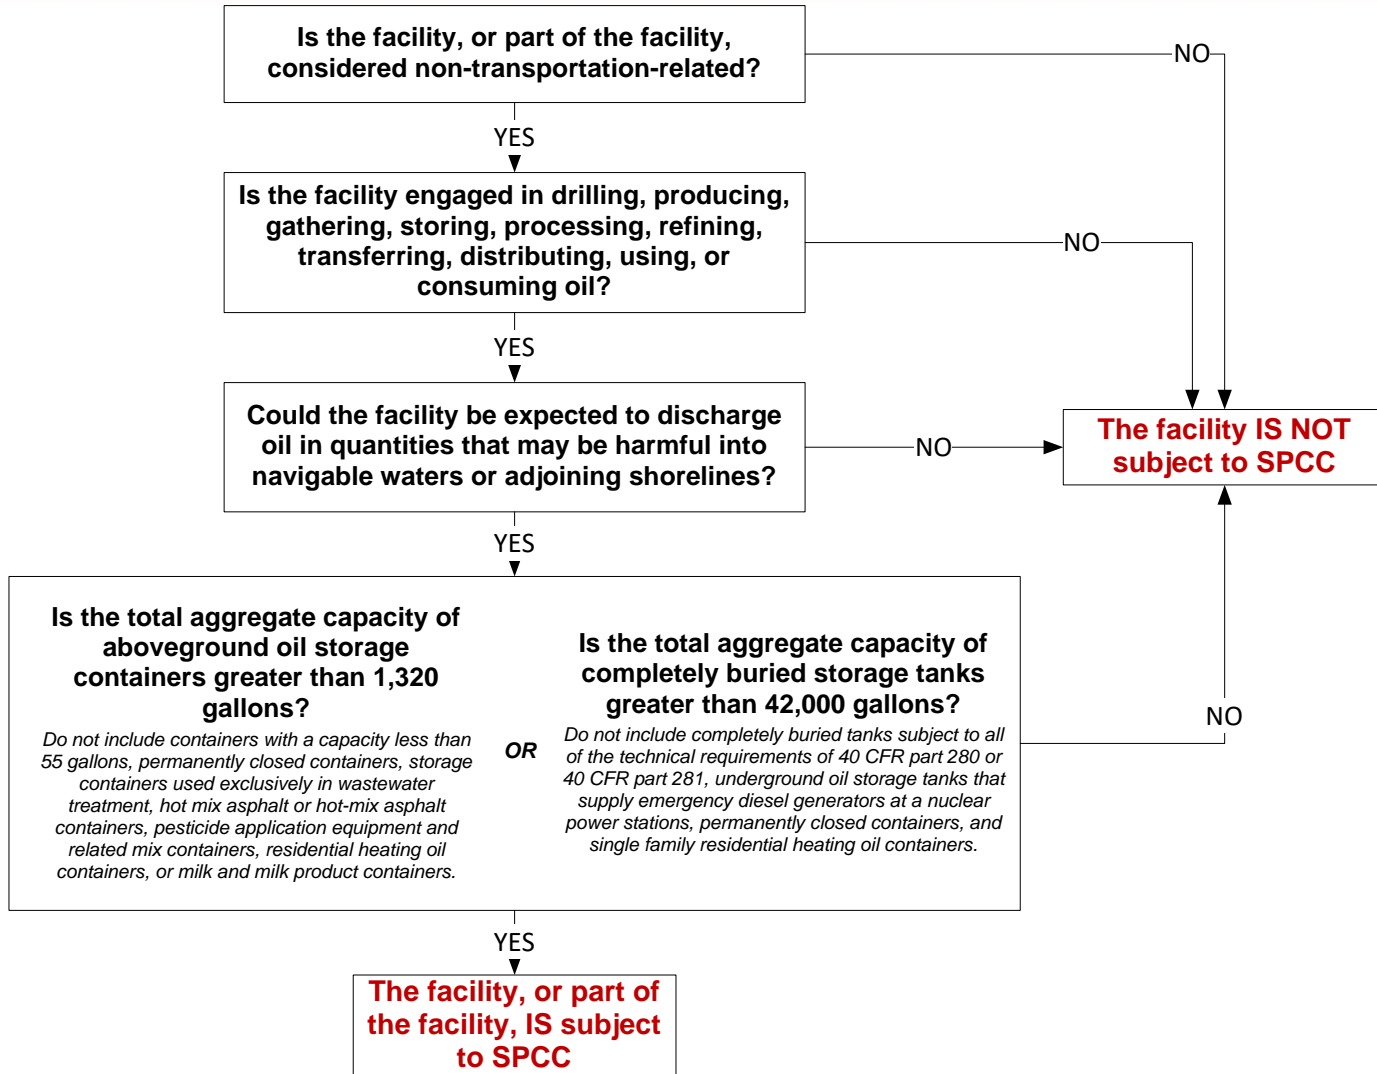 Is the facility, or part of the facility,
considered non-transportation-related?
NO
YES
Is the facility engaged in drilling, producing,
gathering, storing, processing, refining,
transferring, distributing, using, or
consuming oil?
NO
YES
Could the facility be expected to discharge
oil in quantities that may be harmful into
navigable waters or adjoining shorelines?
NO
The facility IS NOT
subject to SPCC
YES
Is the total aggregate capacity of
aboveground oil storage
containers greater than 1,320
gallons?
Do not include containers with a capacity less than
55 gallons, permanently closed containers, storage
containers used exclusively in wastewater
treatment, hot mix asphalt or hot-mix asphalt
containers, pesticide application equipment and
related mix containers, residential heating oil
containers, or milk and milk product containers.
OR
Is the total aggregate capacity of
completely buried storage tanks
greater than 42,000 gallons?
Do not include completely buried tanks subject to all
of the technical requirements of 40 CFR part 280 or
40 CFR part 281, underground oil storage tanks that
supply emergency diesel generators at a nuclear
power stations, permanently closed containers, and
single family residential heating oil containers.
NO
YES
The facility, or part of
the facility, IS subject
to SPCC